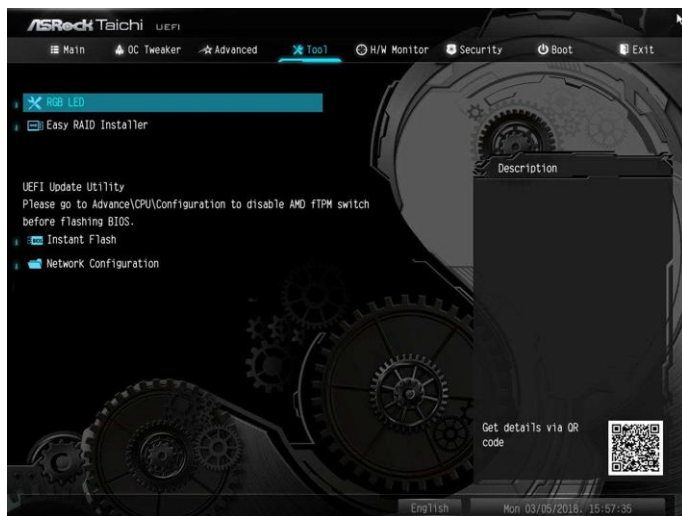 ASRock Taichi UEFI
Main OC Tweaker Advanced Tool H/W Monitor Security Boot Exit
RGB LED
Easy RAID Installer
Description
UEFI Update Utility
Please go to Advance\CPU\Configuration to disable AMD fTPM switch
before flashing BIOS.
Instant Flash
Network Configuration
Get details via QR
code
English Mon 03/05/2018. 15:57:35